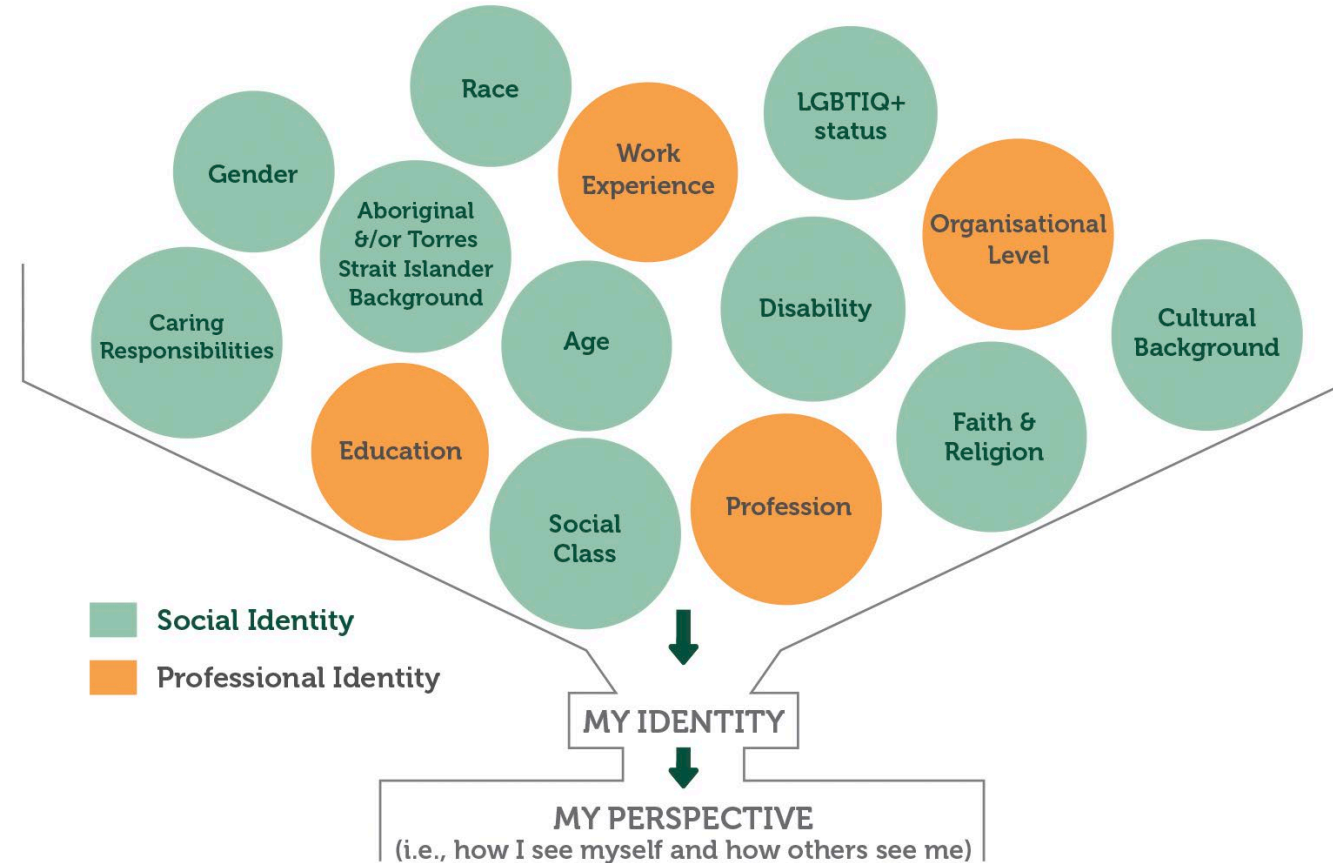 Race
LGBTIQ+
status
Work
Experience
Gender
Aboriginal
&/or Torres
Strait Islander
Background
Organisational
Level
Caring
Responsibilities
Age
Disability
Cultural
Background
Education
Faith &
Religion
Profession
Social
Class
Social Identity
Professional Identity
MY IDENTITY
MY PERSPECTIVE
(i.e., how I see myself and how others see me)